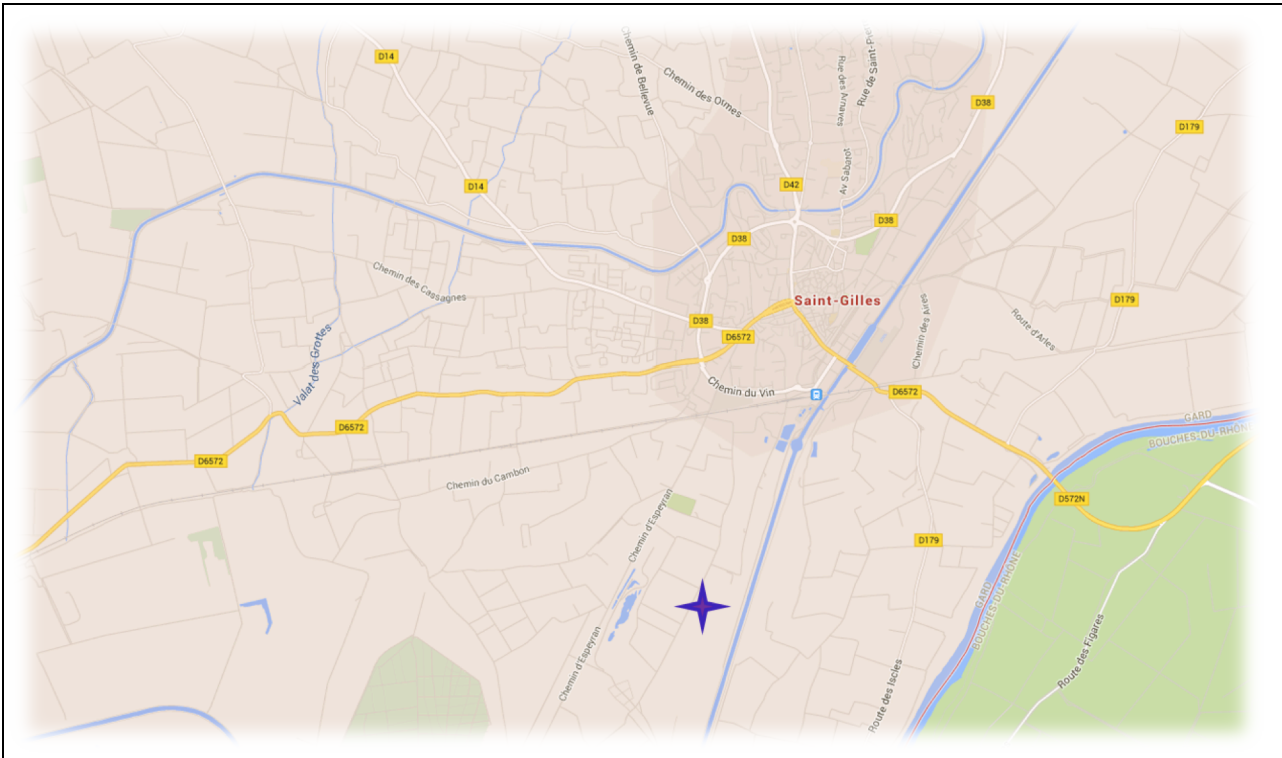 D14
Chemin de Bellevue
Chemin des Olmes
Rue des Arnaves
Rue de Saint-Pi
D38
D179
D14
D42
Av Sabatot
D38
D38
Chemin des Cassagnes
Saint-Gilles
D179
D38
D6572
Chemin des Aires
Route d'Arles
Valat des Grottes
Chemin du Vin
D6572
D6572
GARD
BOUCHES-DU-RHÔNE
D6572
Chemin du Cambon
D572N
Chemin d'Espeyran
D179
GARD
BOUCHES-DU-RHÔNE
Chemin d'Espeyran
Route des Iscles
Route des Figares